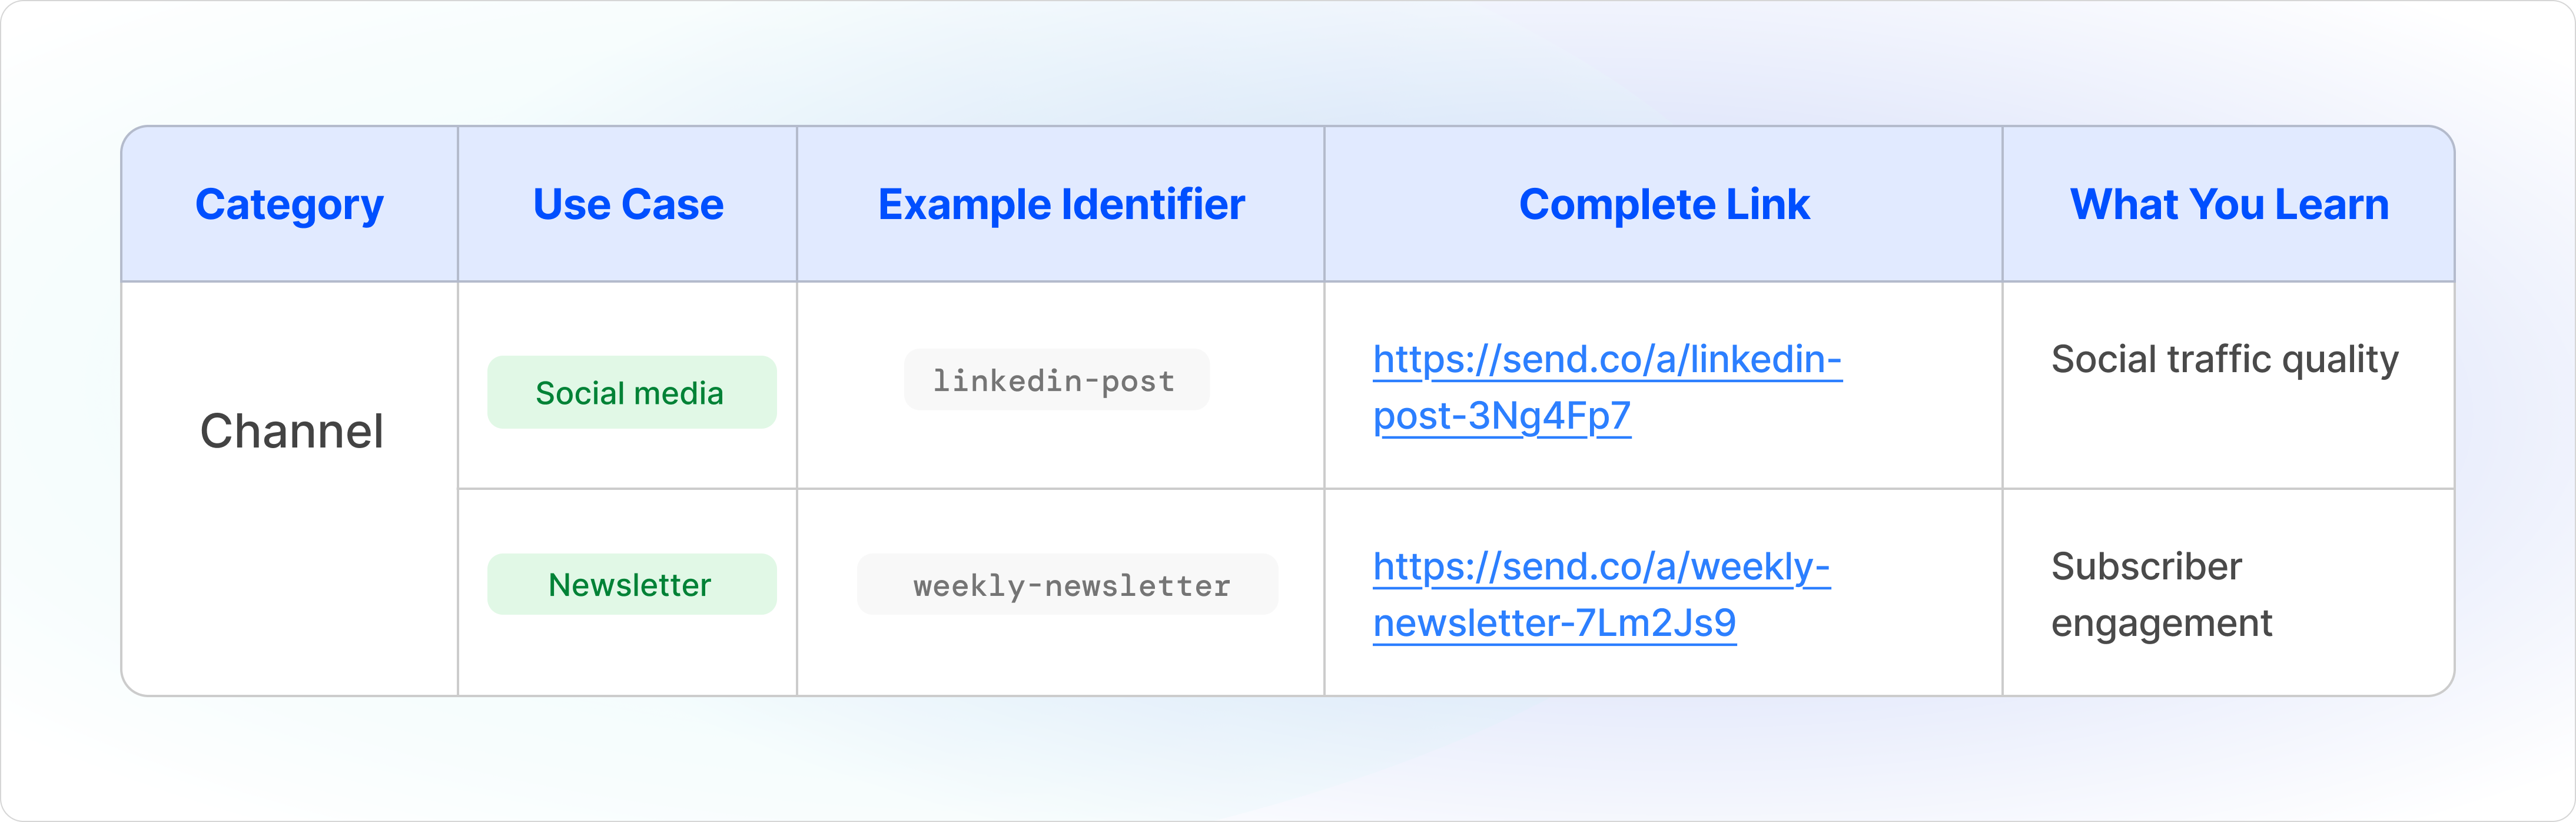 Category Use Case Example Identifier Complete Link What You Learn
Channel
Social media
linkedin-post
https://send.co/a/linkedin-
post-3Ng4Fp7
Social traffic quality
Newsletter
weekly-newsletter
https://send.co/a/weekly-
newsletter-7Lm2Js9
Subscriber
engagement